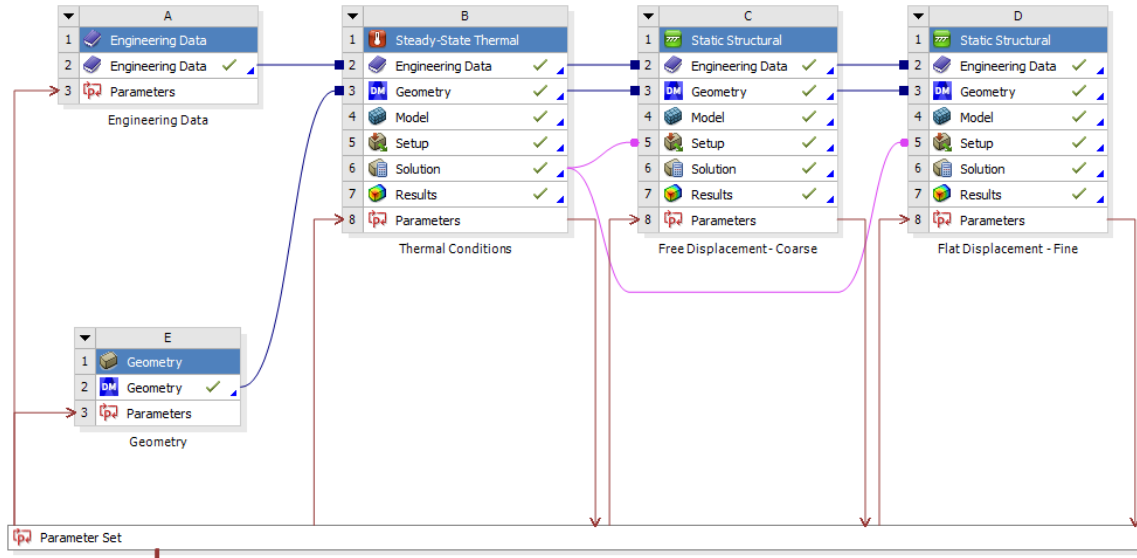 A
1 Engineering Data
2 Engineering Data
3 Parameters
Engineering Data
B
1 Steady-State Thermal
2 Engineering Data
3 DM Geometry
4 Model
5 Setup
6 Solution
7 Results
8 Parameters
Thermal Conditions
C
1 Static Structural
2 Engineering Data
3 DM Geometry
4 Model
5 Setup
6 Solution
7 Results
8 Parameters
Free Displacement - Coarse
D
1 Static Structural
2 Engineering Data
3 DM Geometry
4 Model
5 Setup
6 Solution
7 Results
8 Parameters
Flat Displacement - Fine
E
1 Geometry
2 DM Geometry
3 Parameters
Geometry
Parameter Set